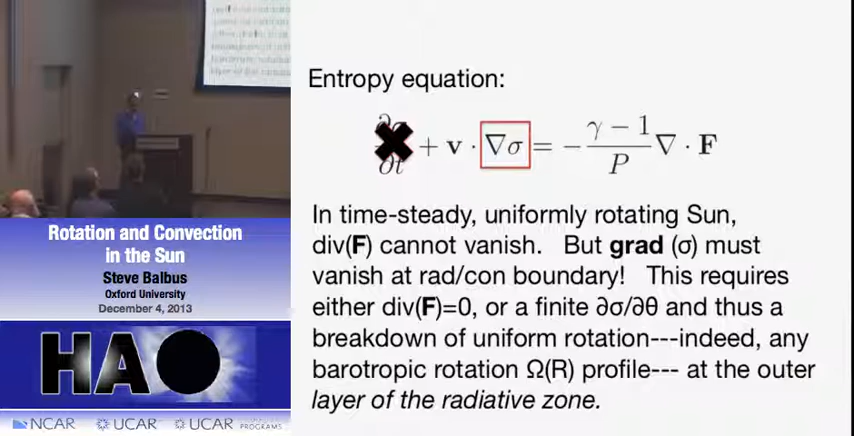 Entropy equation:
∂σ/∂t + v · ∇σ = − (γ − 1)/P ∇ · F
In time-steady, uniformly rotating Sun,
div(F) cannot vanish. But grad (σ) must
vanish at rad/con boundary! This requires
either div(F)=0, or a finite ∂σ/∂θ and thus a
breakdown of uniform rotation---indeed, any
barotropic rotation Ω(R) profile--- at the outer
layer of the radiative zone.
Rotation and Convection
in the Sun
Steve Balbus
Oxford University
December 4, 2013
HAO
NCAR UCAR UCAR PROGRAMS